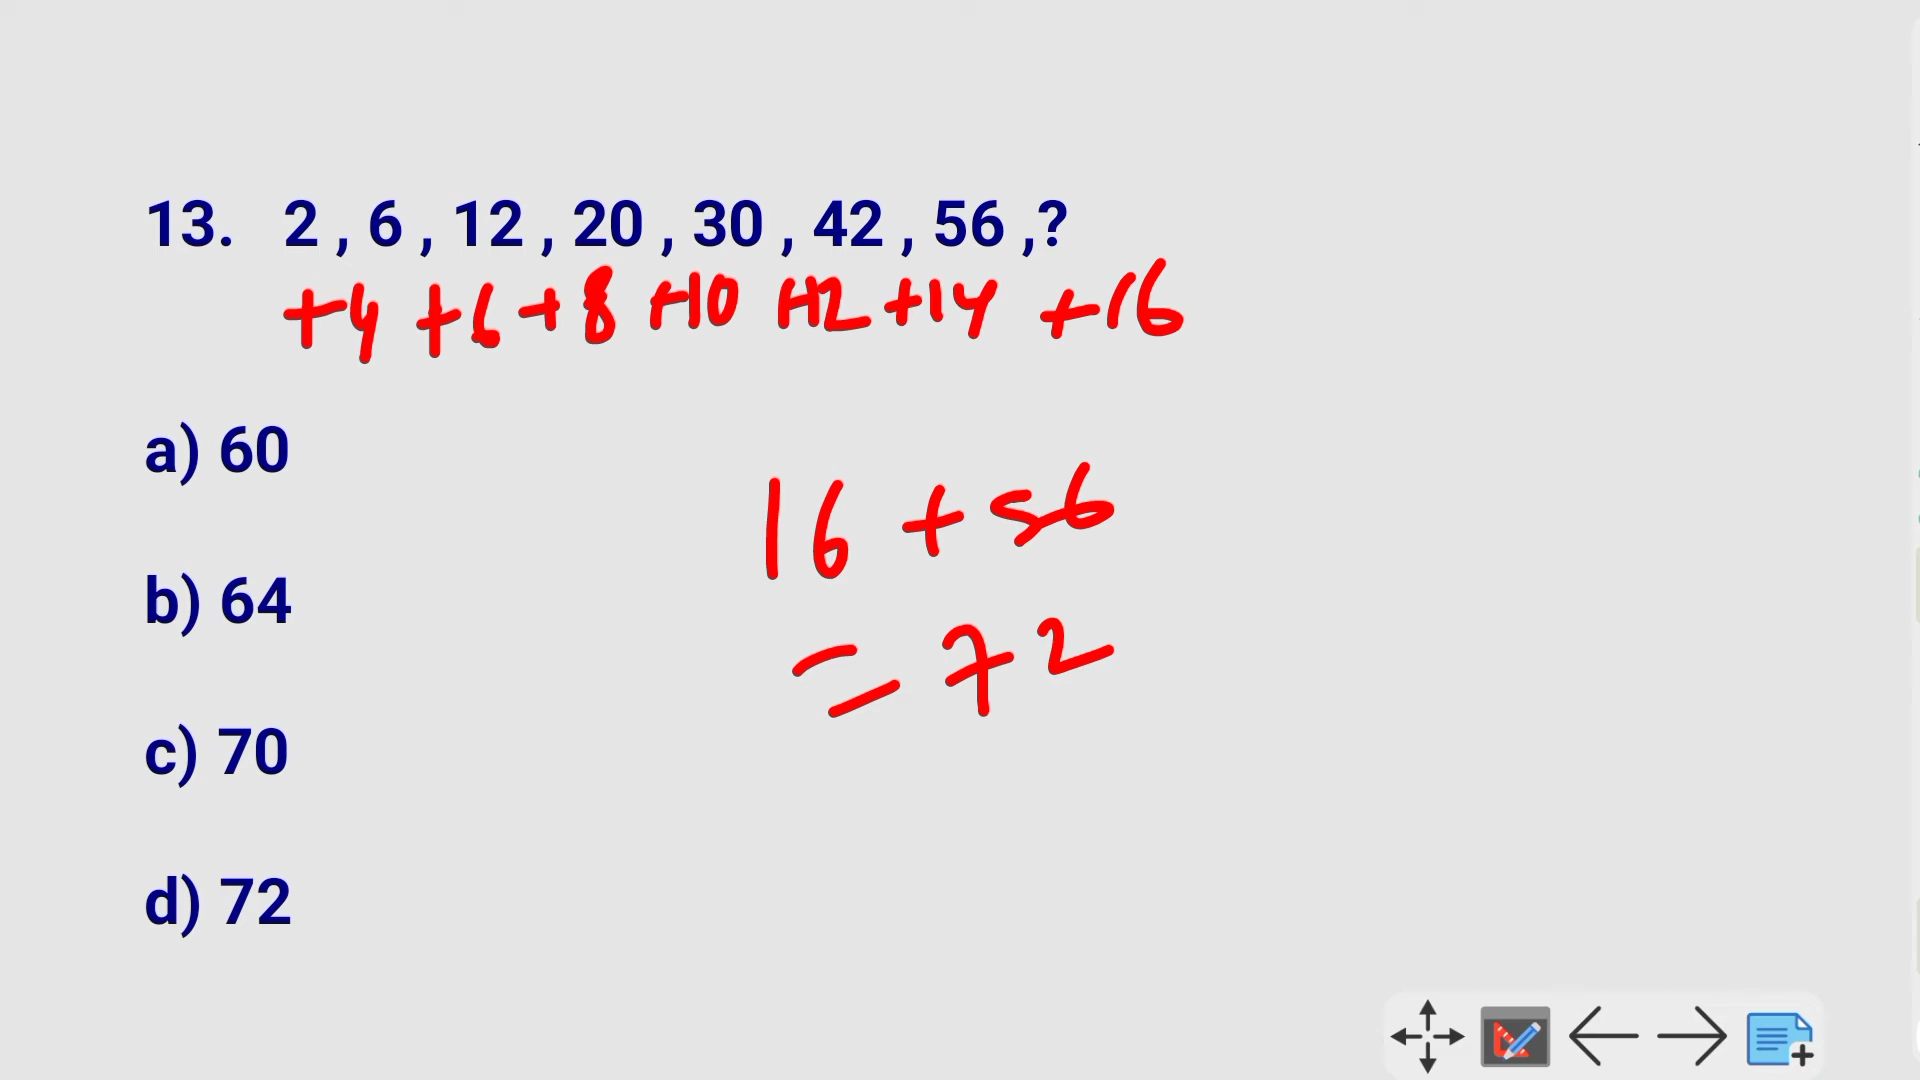 13. 2 , 6 , 12 , 20 , 30 , 42 , 56 ,?
+4 +6 +8 +10 +12 +14 +16
a) 60
16 + 56
b) 64
= 72
c) 70
d) 72